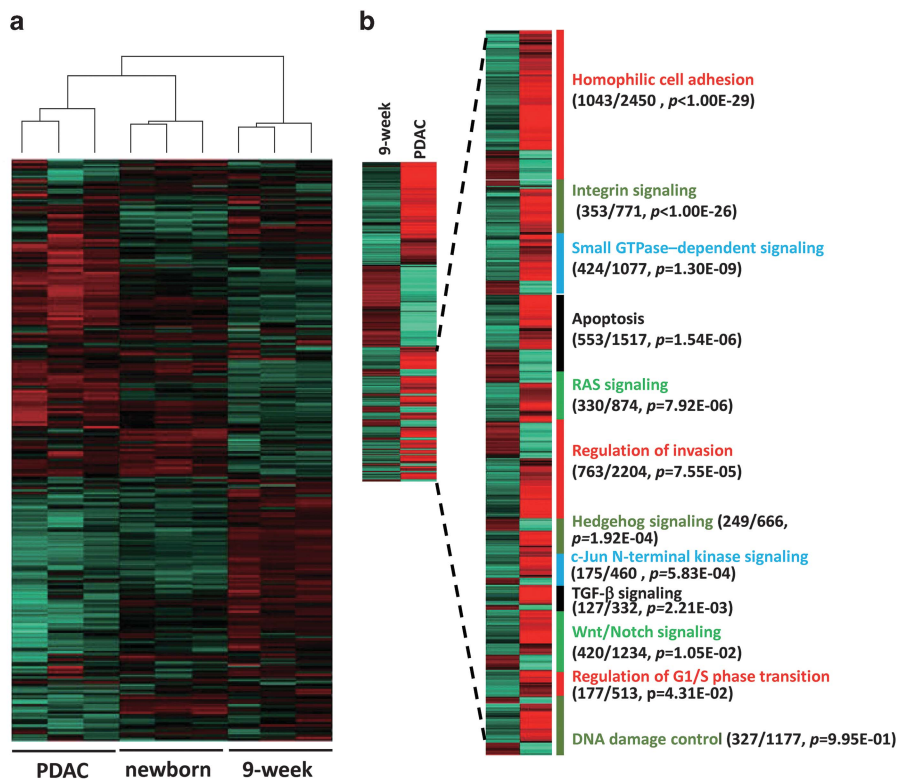 a
b
9-week
PDAC
Homophilic cell adhesion
(1043/2450 , p<1.00E-29)
Integrin signaling
(353/771, p<1.00E-26)
Small GTPase–dependent signaling
(424/1077, p=1.30E-09)
Apoptosis
(553/1517, p=1.54E-06)
RAS signaling
(330/874, p=7.92E-06)
Regulation of invasion
(763/2204, p=7.55E-05)
Hedgehog signaling (249/666,
p=1.92E-04)
c-Jun N-terminal kinase signaling
(175/460 , p=5.83E-04)
TGF-β signaling
(127/332, p=2.21E-03)
Wnt/Notch signaling
(420/1234, p=1.05E-02)
Regulation of G1/S phase transition
(177/513, p=4.31E-02)
DNA damage control (327/1177, p=9.95E-01)
PDAC newborn 9-week